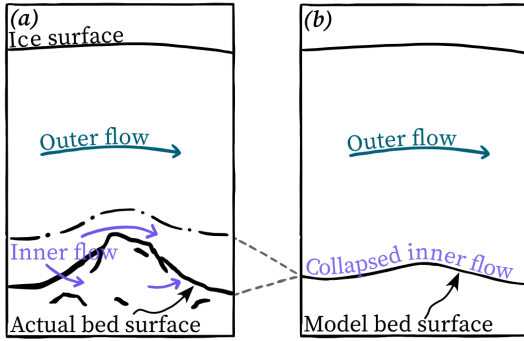 (a)
Ice surface
Outer flow
Inner flow
Actual bed surface
(b)
Outer flow
Collapsed inner flow
Model bed surface